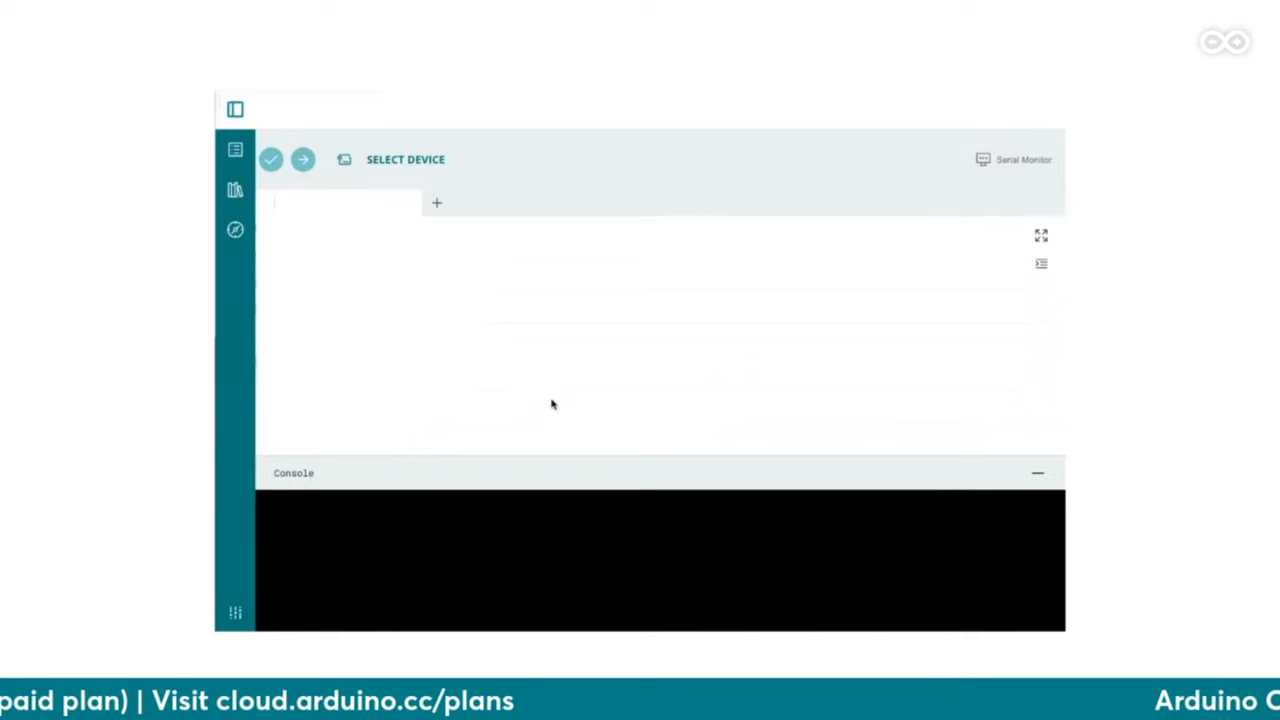 SELECT DEVICE
Serial Monitor
Console
paid plan) | Visit cloud.arduino.cc/plans
Arduino C